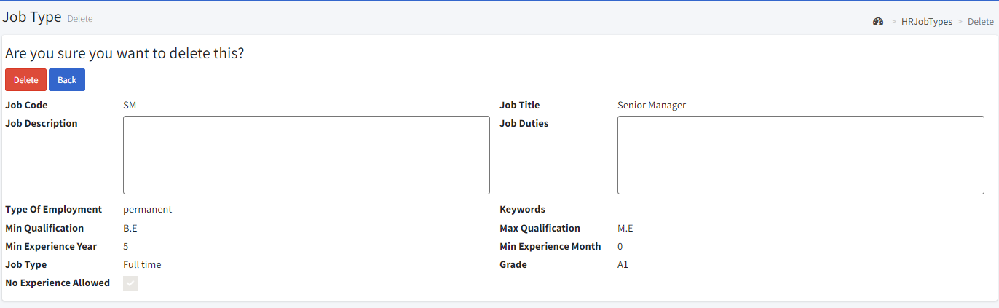 Job Type Delete
> HRJobTypes > Delete
Are you sure you want to delete this?
Delete Back
Job Code SM Job Title Senior Manager
Job Description Job Duties
Type Of Employment permanent Keywords
Min Qualification B.E Max Qualification M.E
Min Experience Year 5 Min Experience Month 0
Job Type Full time Grade A1
No Experience Allowed